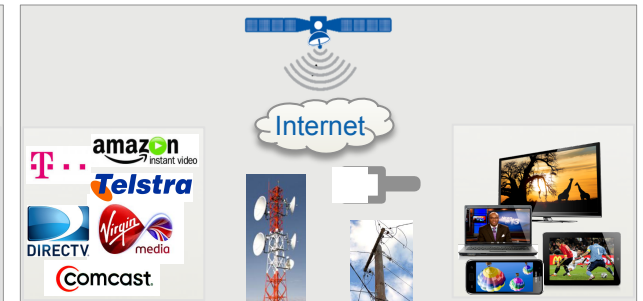 Internet
T
amazon
instant video
Telstra
DIRECTV
Virgin
media
Comcast.